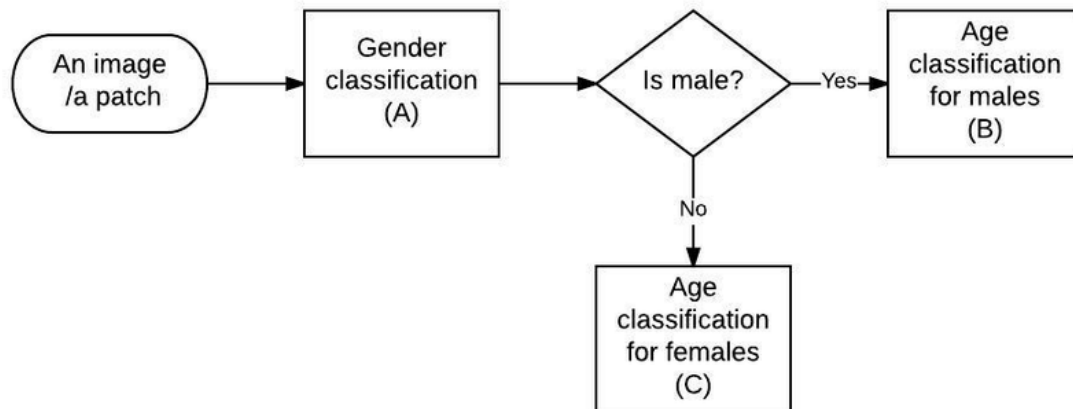 An image
/a patch
Gender
classification
(A)
Is male?
Yes
Age
classification
for males
(B)
No
Age
classification
for females
(C)